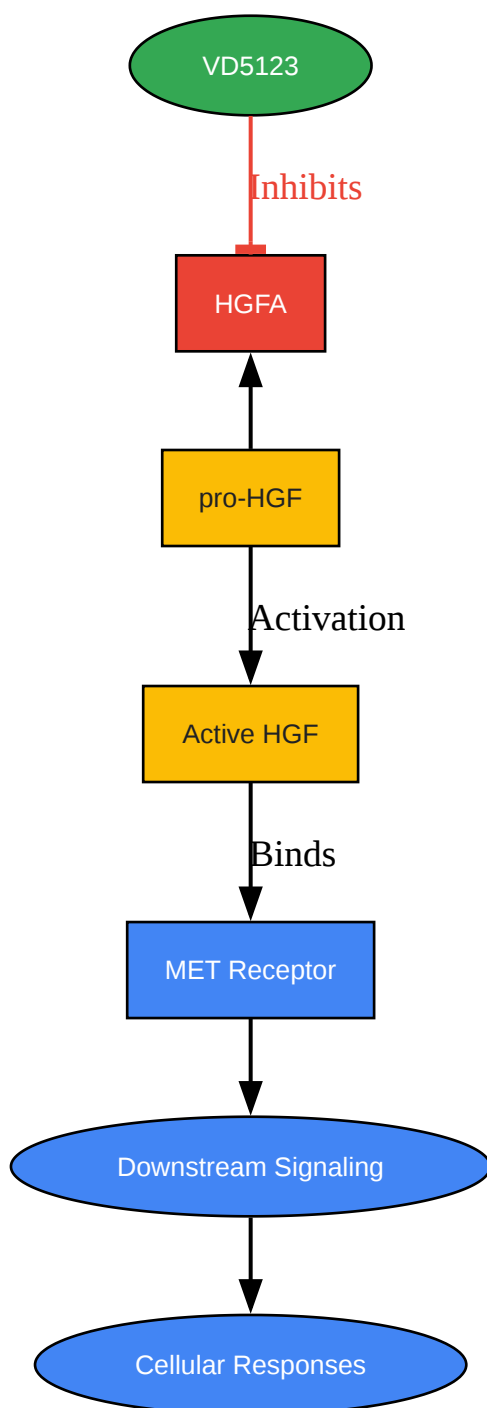 VD5123
Inhibits
HGFA
pro-HGF
Activation
Active HGF
Binds
MET Receptor
Downstream Signaling
Cellular Responses